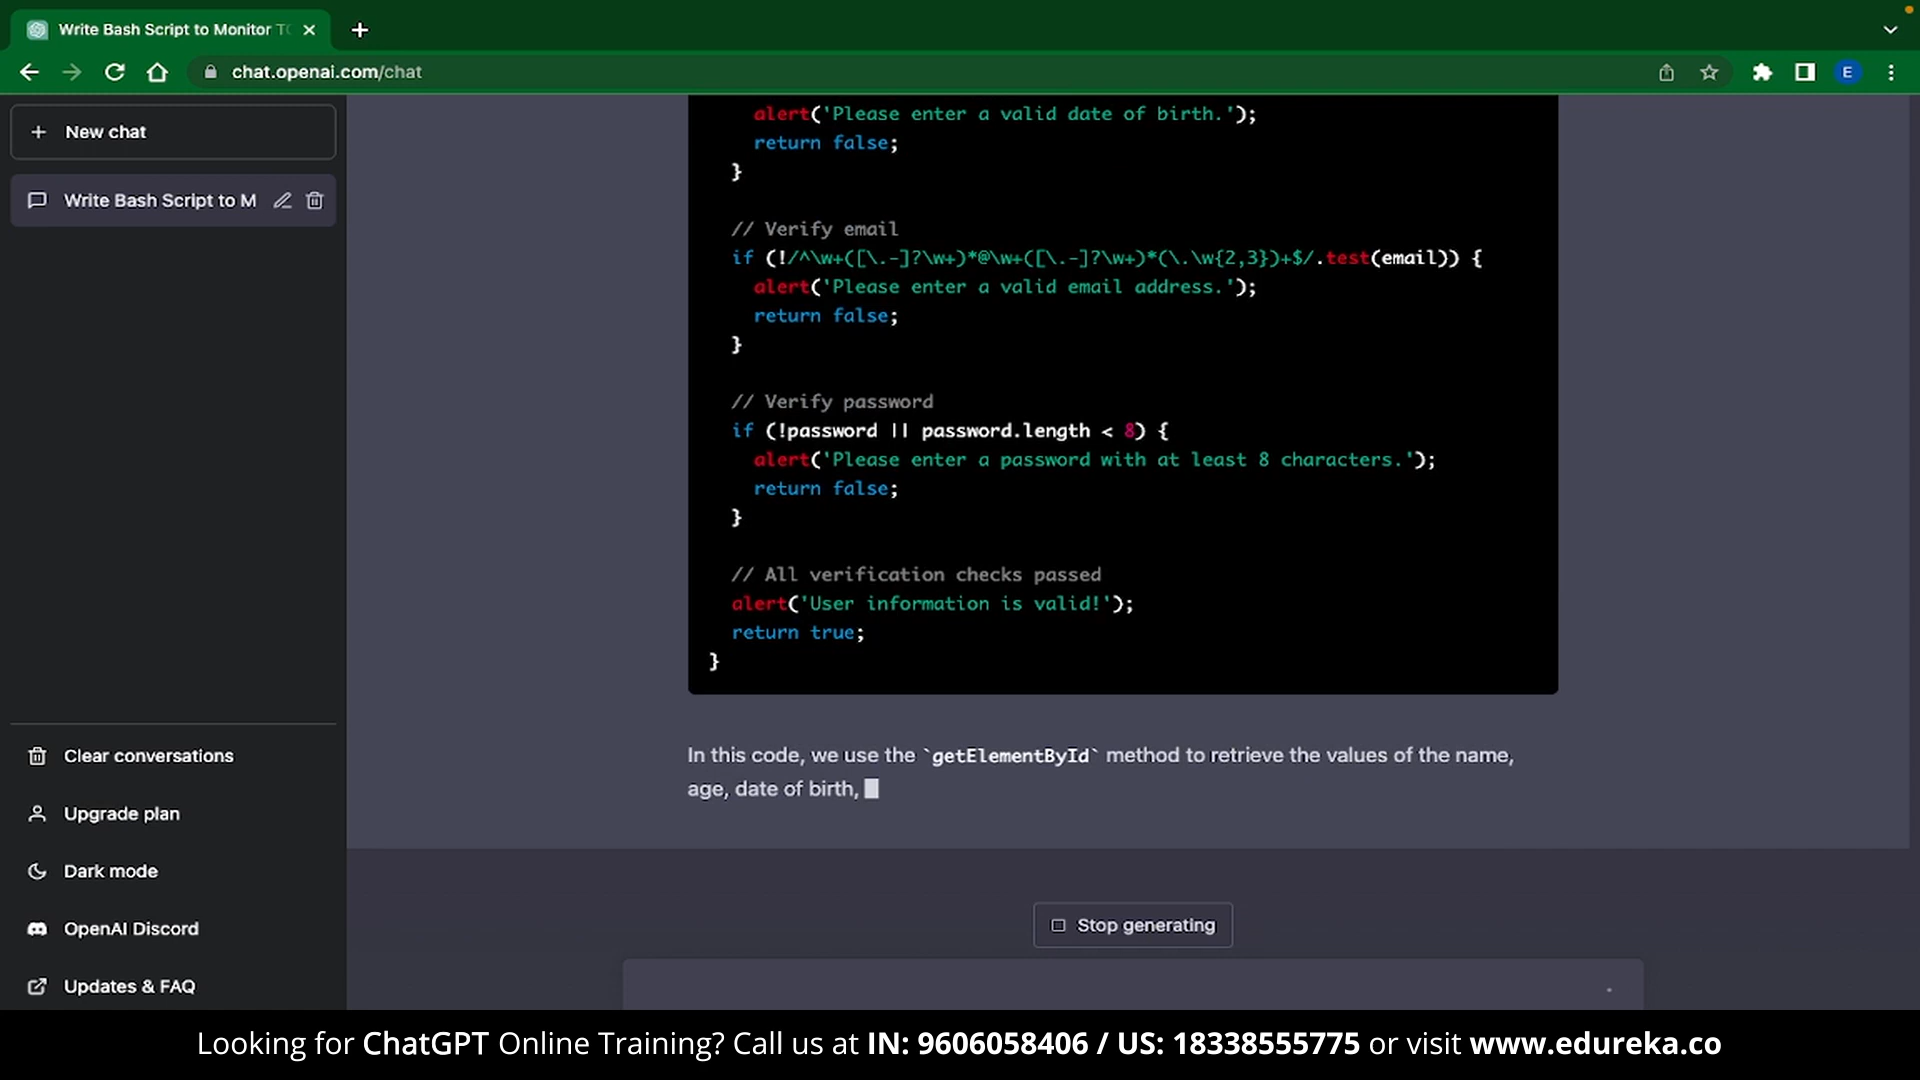 Write Bash Script to Monitor TC
chat.openai.com/chat
E
New chat
Write Bash Script to M
alert('Please enter a valid date of birth.');
return false;
}
// Verify email
if (!/^\w+([\.-]?\w+)*@\w+([\.-]?\w+)*(\.\w{2,3})+$/.test(email)) {
alert('Please enter a valid email address.');
return false;
}
// Verify password
if (!password || password.length < 8) {
alert('Please enter a password with at least 8 characters.');
return false;
}
// All verification checks passed
alert('User information is valid!');
return true;
}
In this code, we use the `getElementById` method to retrieve the values of the name,
age, date of birth,
Clear conversations
Upgrade plan
Dark mode
OpenAI Discord
Updates & FAQ
Stop generating
Looking for ChatGPT Online Training? Call us at IN: 9606058406 / US: 18338555775 or visit www.edureka.co